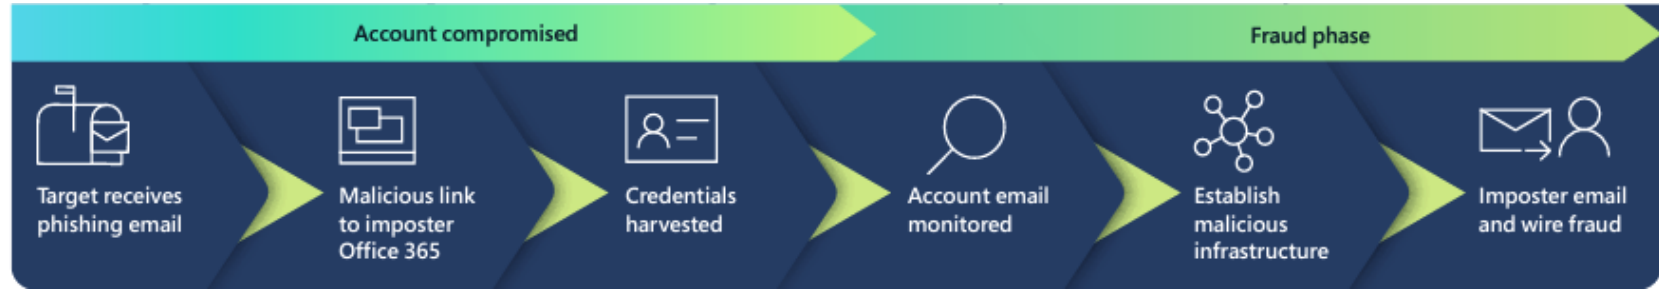 Account compromised
Fraud phase
Target receives
phishing email
Malicious link
to imposter
Office 365
Credentials
harvested
Account email
monitored
Establish
malicious
infrastructure
Imposter email
and wire fraud